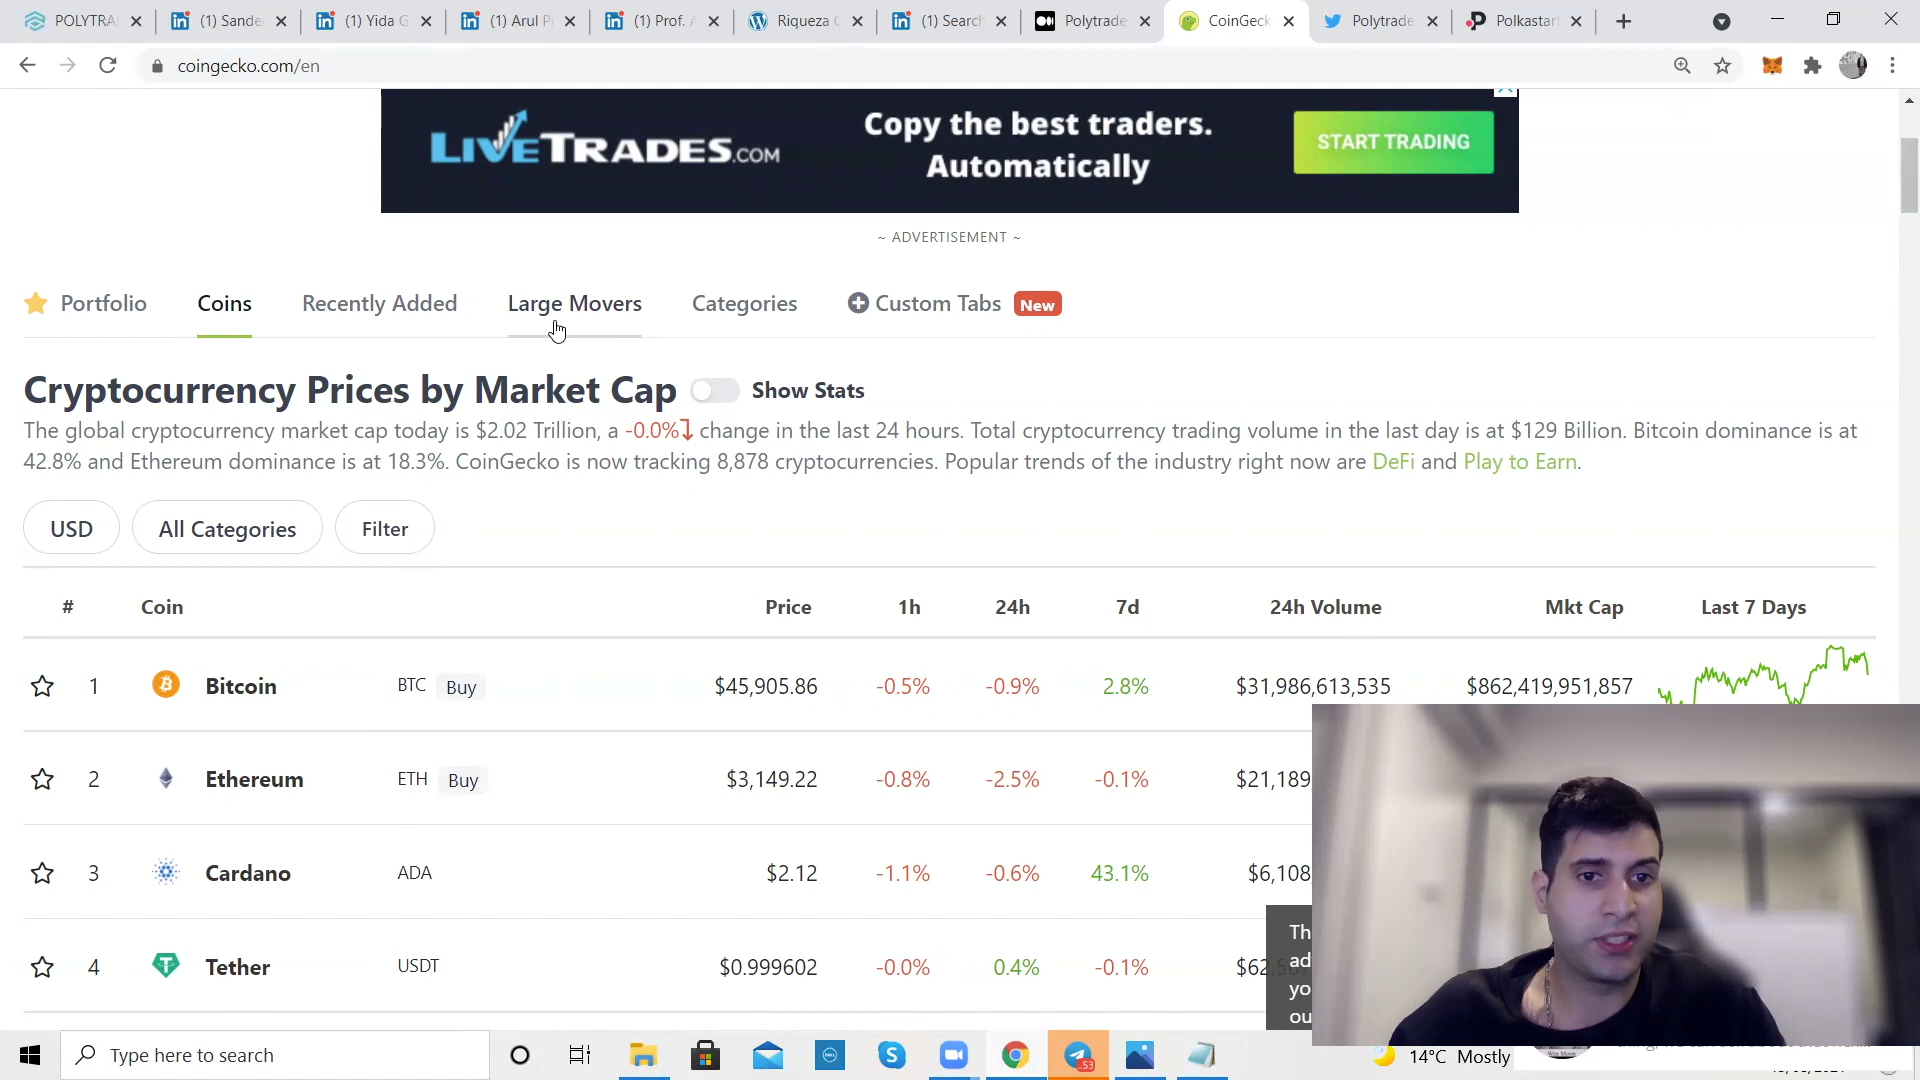 POLYTRA
(1) Sande
(1) Yida G
(1) Arul P
(1) Prof. A
Riqueza C
(1) Search
Polytrade
CoinGeck
Polytrade
Polkastar
coingecko.com/en
LIVETRADES.COM
Copy the best traders.
Automatically
START TRADING
~ ADVERTISEMENT ~
Portfolio
Coins
Recently Added
Large Movers
Categories
Custom Tabs
New
Cryptocurrency Prices by Market Cap
Show Stats
The global cryptocurrency market cap today is $2.02 Trillion, a -0.0% change in the last 24 hours. Total cryptocurrency trading volume in the last day is at $129 Billion. Bitcoin dominance is at
42.8% and Ethereum dominance is at 18.3%. CoinGecko is now tracking 8,878 cryptocurrencies. Popular trends of the industry right now are DeFi and Play to Earn.
USD
All Categories
Filter
# Coin Price 1h 24h 7d 24h Volume Mkt Cap Last 7 Days
1 Bitcoin BTC Buy $45,905.86 -0.5% -0.9% 2.8% $31,986,613,535 $862,419,951,857
2 Ethereum ETH Buy $3,149.22 -0.8% -2.5% -0.1% $21,189
3 Cardano ADA $2.12 -1.1% -0.6% 43.1% $6,108
4 Tether USDT $0.999602 -0.0% 0.4% -0.1% $62
Th
ad
yo
ou
Type here to search
DELL
53
14°C Mostly